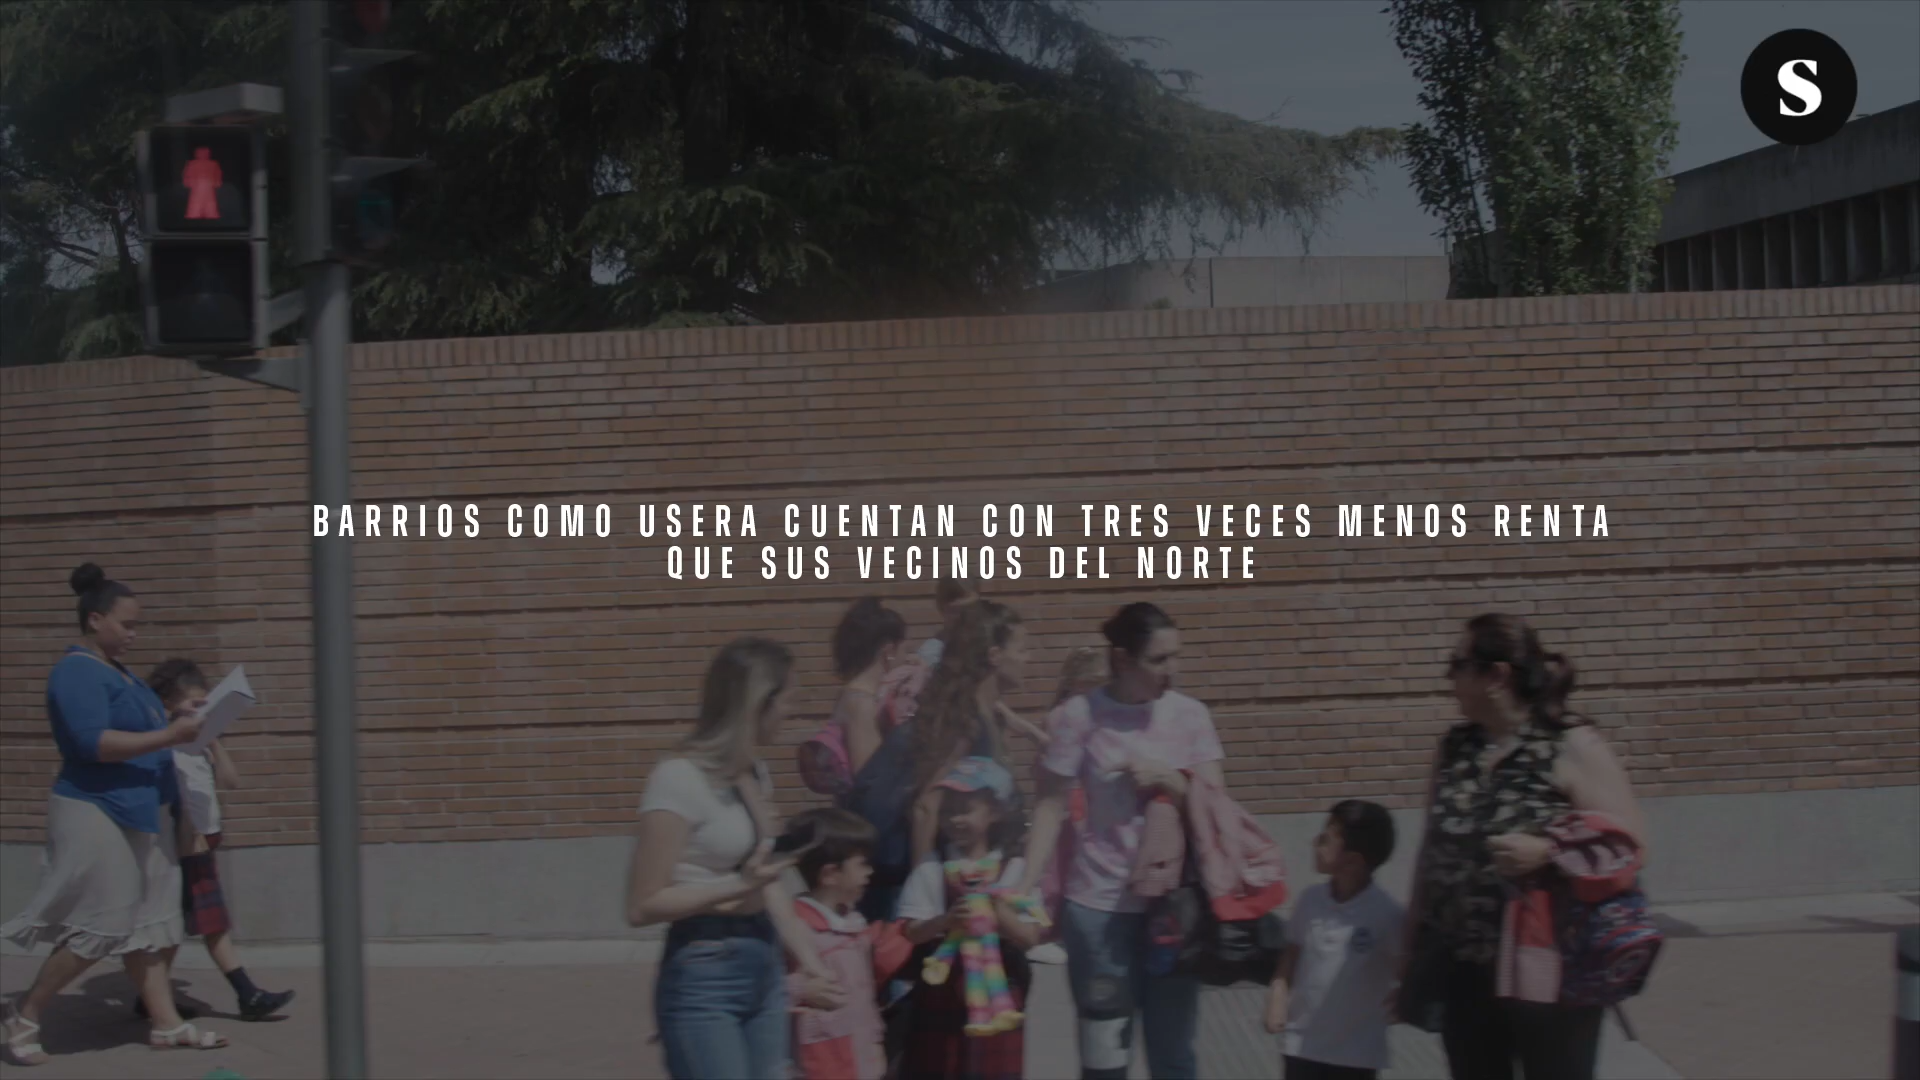 S
BARRIOS COMO USERA CUENTAN CON TRES VECES MENOS RENTA
QUE SUS VECINOS DEL NORTE